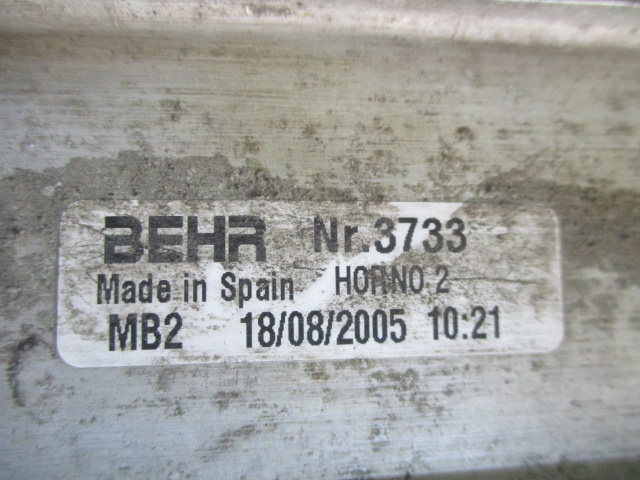 BEHR Nr.3733
Made in Spain HORNO 2
MB2 18/08/2005 10:21